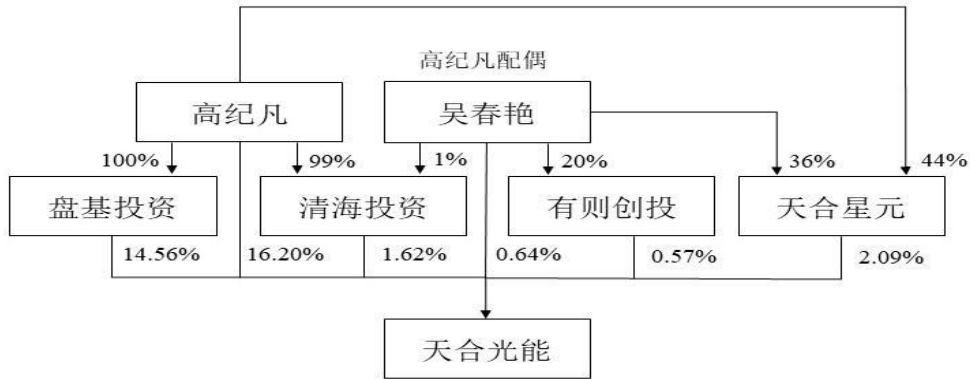 高纪凡配偶
高纪凡
吴春艳
100%
99%
1%
20%
36%
44%
盘基投资
清海投资
有则创投
天合星元
14.56%
16.20%
1.62%
0.64%
0.57%
2.09%
天合光能